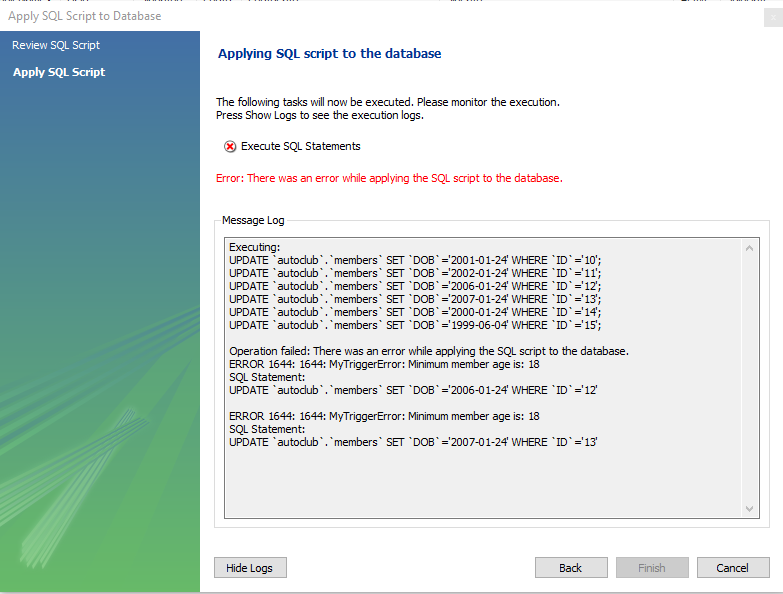 Apply SQL Script to Database
x
Review SQL Script
Apply SQL Script
Applying SQL script to the database
The following tasks will now be executed. Please monitor the execution.
Press Show Logs to see the execution logs.
Execute SQL Statements
Error: There was an error while applying the SQL script to the database.
Message Log
Executing:
UPDATE `autoclub`.`members` SET `DOB`='2001-01-24' WHERE `ID`='10';
UPDATE `autoclub`.`members` SET `DOB`='2002-01-24' WHERE `ID`='11';
UPDATE `autoclub`.`members` SET `DOB`='2006-01-24' WHERE `ID`='12';
UPDATE `autoclub`.`members` SET `DOB`='2007-01-24' WHERE `ID`='13';
UPDATE `autoclub`.`members` SET `DOB`='2000-01-24' WHERE `ID`='14';
UPDATE `autoclub`.`members` SET `DOB`='1999-06-04' WHERE `ID`='15';
Operation failed: There was an error while applying the SQL script to the database.
ERROR 1644: 1644: MyTriggerError: Minimum member age is: 18
SQL Statement:
UPDATE `autoclub`.`members` SET `DOB`='2006-01-24' WHERE `ID`='12'
ERROR 1644: 1644: MyTriggerError: Minimum member age is: 18
SQL Statement:
UPDATE `autoclub`.`members` SET `DOB`='2007-01-24' WHERE `ID`='13'
Hide Logs
Back
Finish
Cancel